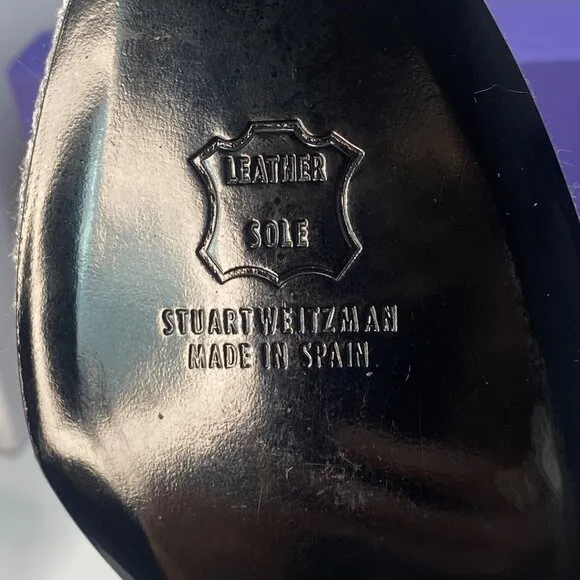 LEATHER
SOLE
STUART WEITZMAN
MADE IN SPAIN